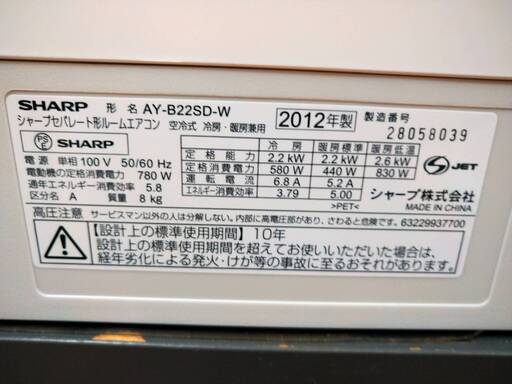 SHARP 形名 AY-B22SD-W 2012年製 製造番号
シャープセパレート形ルームエアコン 空冷式 冷房・暖房兼用 28058039
PSE SHARP
電源 単相100V 50/60Hz
電動機の定格消費電力 780W
通年エネルギー消費効率 5.8
区分名 A 質量 8kg
冷房 暖房標準 暖房低温
定格能力 2.2kW 2.2kW 2.6kW
定格消費電力 580W 440W 830W
運転電流 6.8A 5.2A
エネルギー消費効率 3.79 5.00
>PET<
JET
シャープ株式会社
MADE IN CHINA
高圧注意 サービスマン以外の人は分解しない。内部に高電圧部があり、さわると危険です。 63229937700
【設計上の標準使用期間】10年
設計上の標準使用期間を超えてお使いいただいた場合は、
経年劣化による発火・けが等の事故に至るおそれがあります。